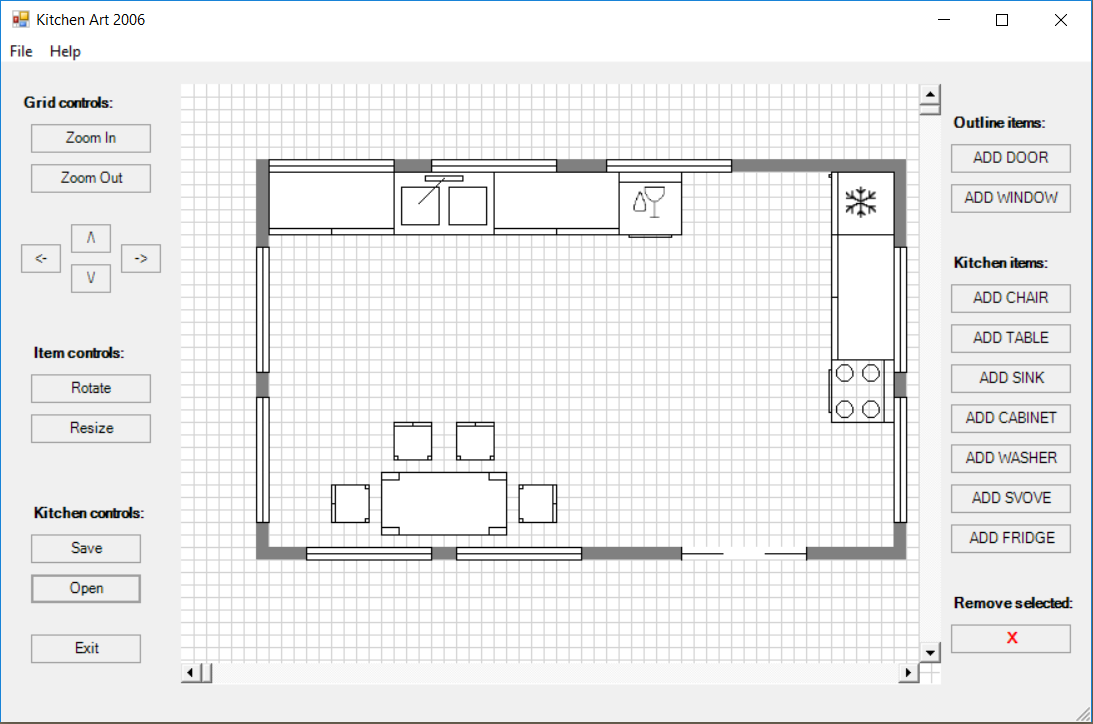 Kitchen Art 2006
File Help
Grid controls:
Zoom In
Zoom Out
/\
<-
->
V
Item controls:
Rotate
Resize
Kitchen controls:
Save
Open
Exit
Outline items:
ADD DOOR
ADD WINDOW
Kitchen items:
ADD CHAIR
ADD TABLE
ADD SINK
ADD CABINET
ADD WASHER
ADD SVOVE
ADD FRIDGE
Remove selected:
X